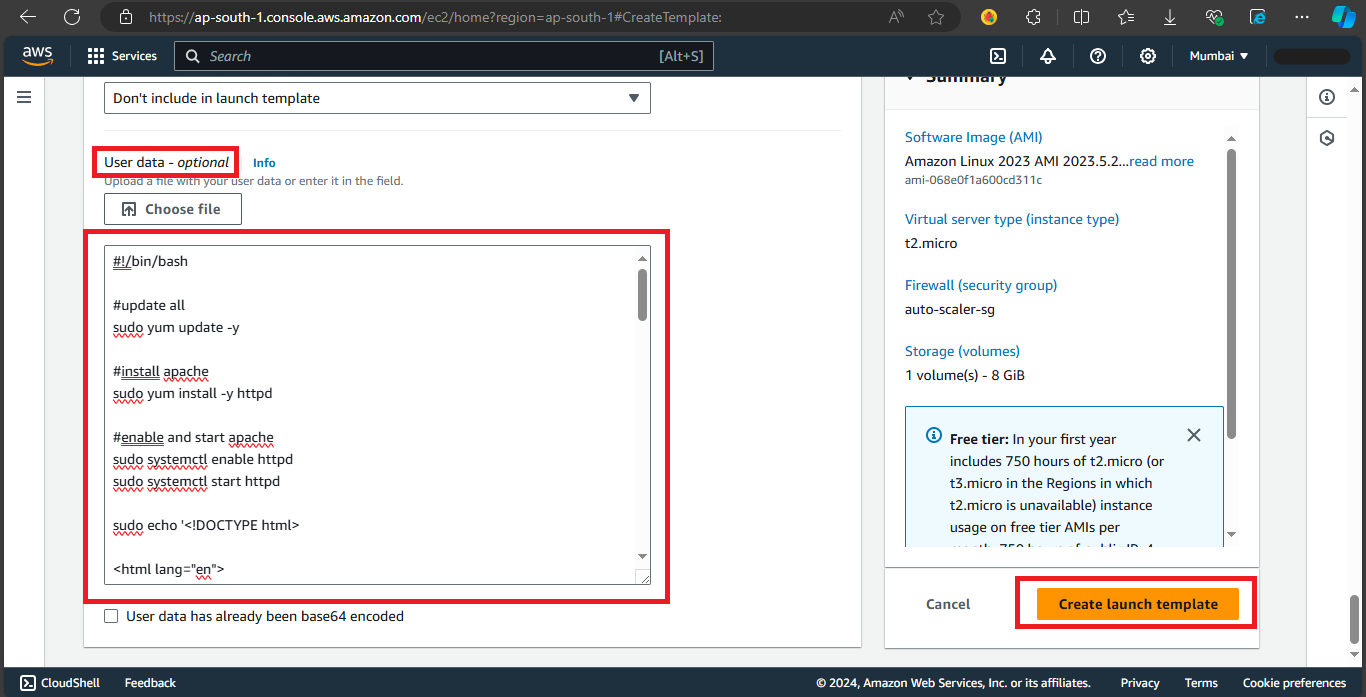 https://ap-south-1.console.aws.amazon.com/ec2/home?region=ap-south-1#CreateTemplate:
aws
Services
Search
[Alt+S]
Mumbai
Don't include in launch template
User data - optional
Info
Upload a file with your user data or enter it in the field.
Choose file
#!/bin/bash
#update all
sudo yum update -y
#install apache
sudo yum install -y httpd
#enable and start apache
sudo systemctl enable httpd
sudo systemctl start httpd
sudo echo '<!DOCTYPE html>
<html lang="en">
User data has already been base64 encoded
Summary
Software Image (AMI)
Amazon Linux 2023 AMI 2023.5.2...read more
ami-068e0f1a600cd311c
Virtual server type (instance type)
t2.micro
Firewall (security group)
auto-scaler-sg
Storage (volumes)
1 volume(s) - 8 GiB
Free tier: In your first year
includes 750 hours of t2.micro (or
t3.micro in the Regions in which
t2.micro is unavailable) instance
usage on free tier AMIs per
month, 750 hours of public IPv4
Cancel
Create launch template
CloudShell
Feedback
© 2024, Amazon Web Services, Inc. or its affiliates.
Privacy
Terms
Cookie preferences